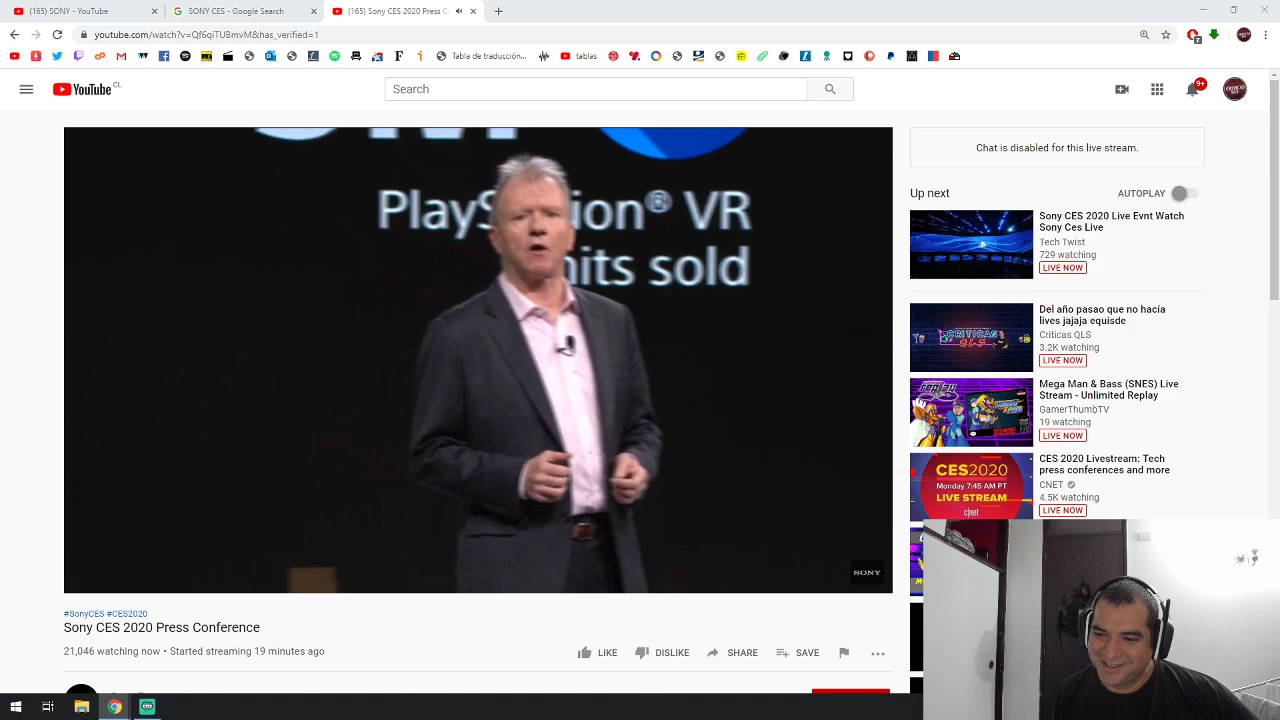 (165) SONY - YouTube
SONY CES - Google Search
(165) Sony CES 2020 Press C
youtube.com/watch?v=Qf6qiTUBmvM&has_verified=1
Tabla de traducción...
tablas
YouTube CL
Search
9+
PlayS ion® VR
nits sold
SONY
#SonyCES #CES2020
Sony CES 2020 Press Conference
21,046 watching now • Started streaming 19 minutes ago
LIKE
DISLIKE
SHARE
SAVE
Chat is disabled for this live stream.
Up next
AUTOPLAY
Sony CES 2020 Live Evnt Watch
Sony Ces Live
Tech Twist
729 watching
LIVE NOW
CRITICAS
QLS
Del año pasao que no hacía
lives jajaja equisde
Críticas QLS
3.2K watching
LIVE NOW
Mega Man & Bass (SNES) Live
Stream - Unlimited Replay
GamerThumbTV
19 watching
LIVE NOW
CES2020
Monday 7:45 AM PT
LIVE STREAM
c|net
CES 2020 Livestream: Tech
press conferences and more
CNET
4.5K watching
LIVE NOW